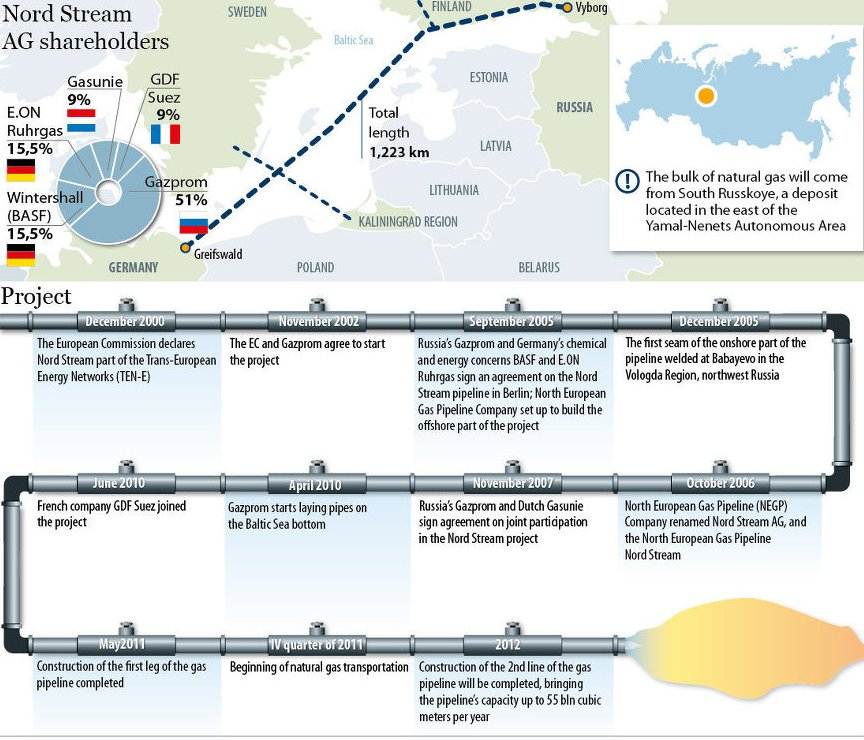 Nord Stream
AG shareholders
Gasunie
9%
GDF
Suez
9%
E.ON
Ruhrgas
15,5%
Wintershall
(BASF)
15,5%
Gazprom
51%
SWEDEN
FINLAND
Vyborg
Baltic Sea
ESTONIA
RUSSIA
LATVIA
LITHUANIA
KALININGRAD REGION
Greifswald
GERMANY
POLAND
BELARUS
Total
length
1,223 km
!
The bulk of natural gas will come
from South Russkoye, a deposit
located in the east of the
Yamal-Nenets Autonomous Area
Project
December 2000
The European Commission declares
Nord Stream part of the Trans-European
Energy Networks (TEN-E)
November 2002
The EC and Gazprom agree to start
the project
September 2005
Russia's Gazprom and Germany's chemical
and energy concerns BASF and E.ON
Ruhrgas sign an agreement on the Nord
Stream pipeline in Berlin; North European
Gas Pipeline Company set up to build the
offshore part of the project
December 2005
The first seam of the onshore part of the
pipeline welded at Babayevo in the
Vologda Region, northwest Russia
June 2010
French company GDF Suez joined
the project
April 2010
Gazprom starts laying pipes on
the Baltic Sea bottom
November 2007
Russia's Gazprom and Dutch Gasunie
sign agreement on joint participation
in the Nord Stream project
October 2006
North European Gas Pipeline (NEGP)
Company renamed Nord Stream AG, and
the North European Gas Pipeline
Nord Stream
May2011
Construction of the first leg of the gas
pipeline completed
IV quarter of 2011
Beginning of natural gas transportation
2012
Construction of the 2nd line of the gas
pipeline will be completed, bringing
the pipeline's capacity up to 55 bln cubic
meters per year